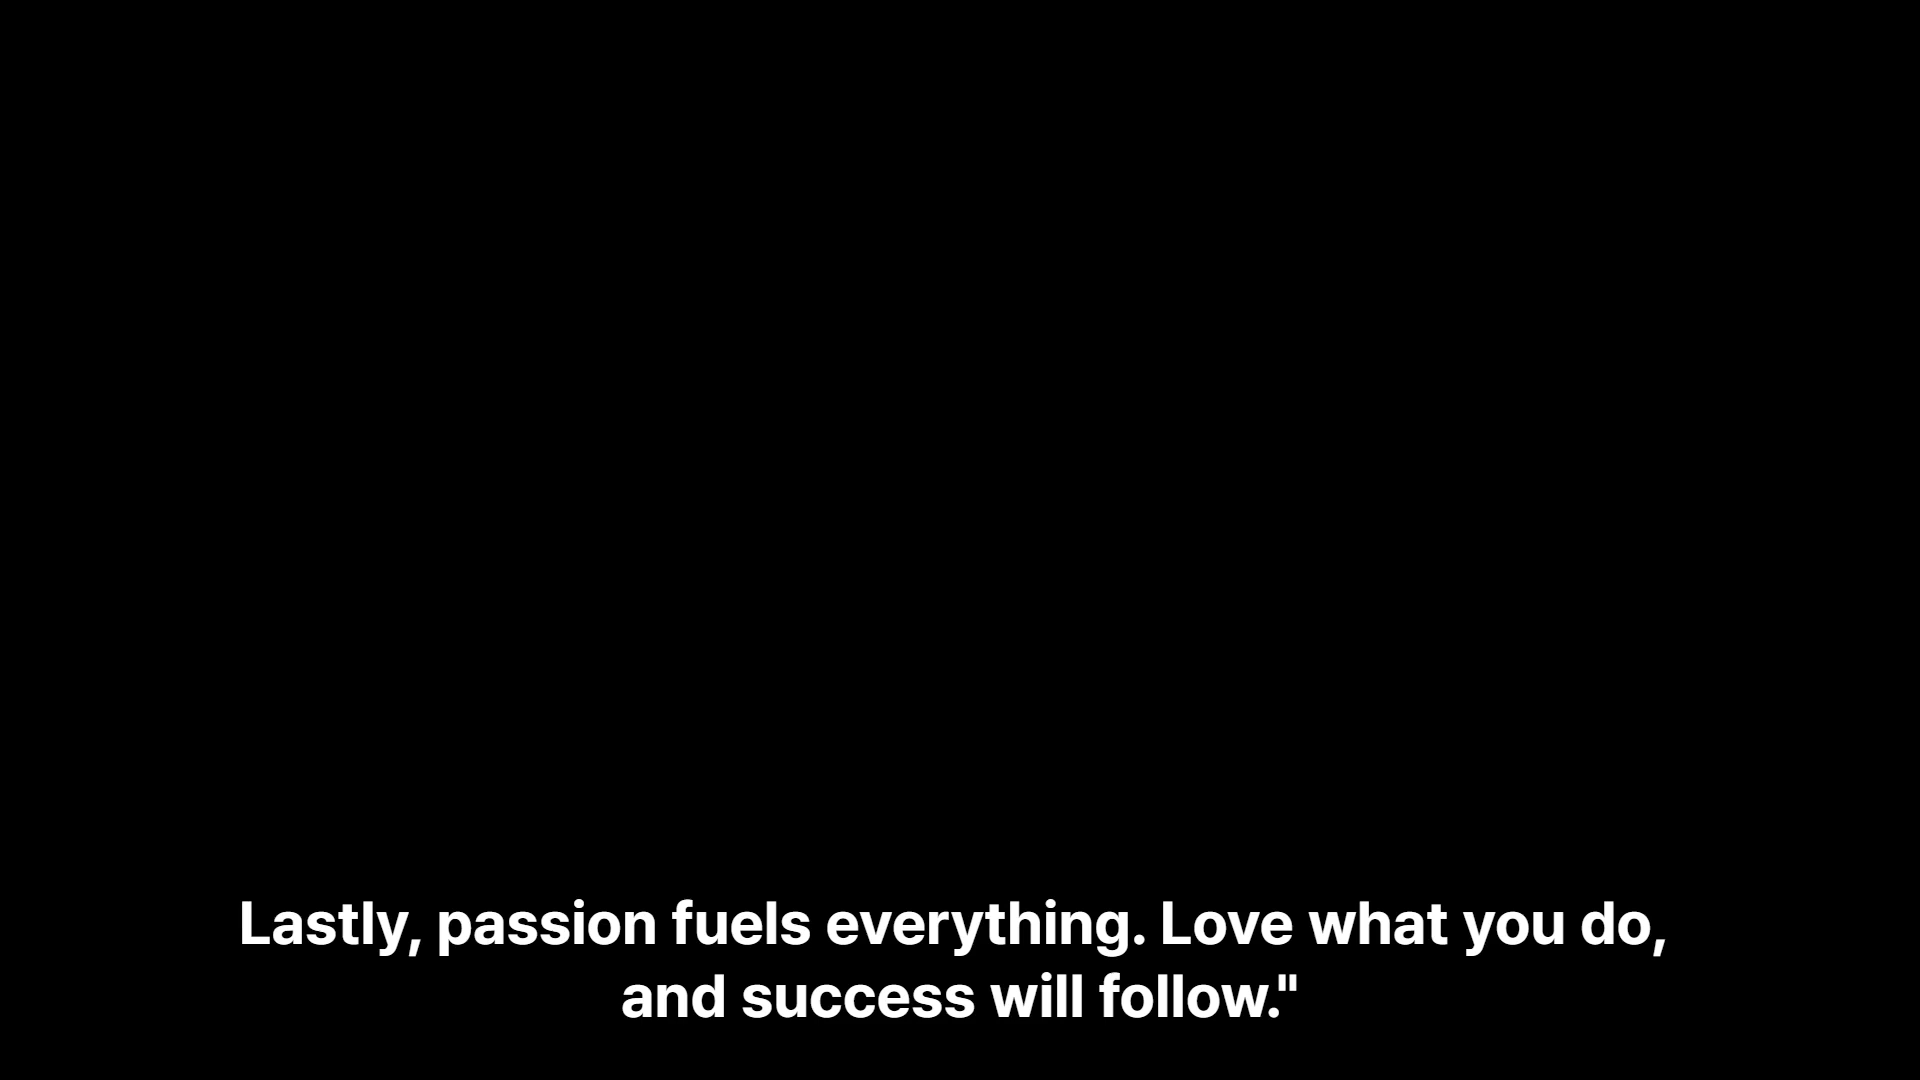 Lastly, passion fuels everything. Love what you do,
and success will follow."